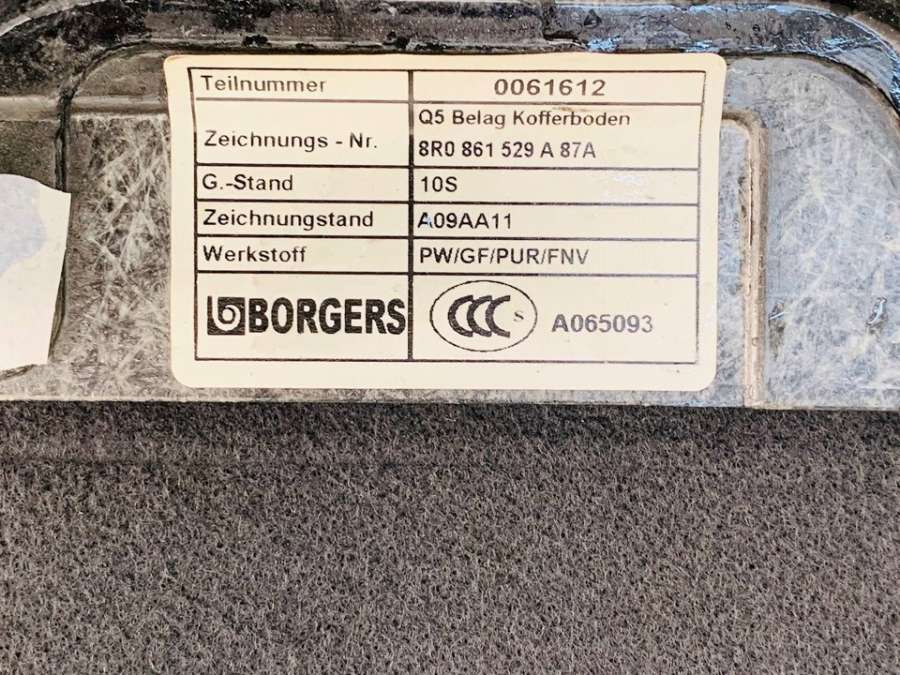 Teilnummer 0061612
Zeichnungs - Nr. Q5 Belag Kofferboden
8R0 861 529 A 87A
G.-Stand 10S
Zeichnungstand A09AA11
Werkstoff PW/GF/PUR/FNV
BORGERS CCC S A065093